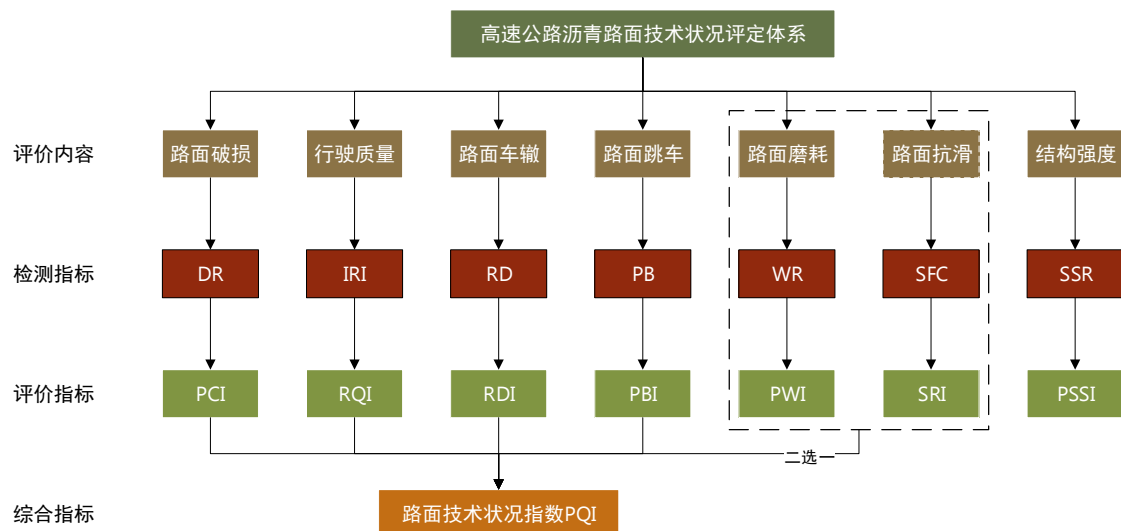 高速公路沥青路面技术状况评定体系
评价内容
路面破损
行驶质量
路面车辙
路面跳车
路面磨耗
路面抗滑
结构强度
检测指标
DR
IRI
RD
PB
WR
SFC
SSR
评价指标
PCI
RQI
RDI
PBI
PWI
SRI
PSSI
二选一
综合指标
路面技术状况指数PQI